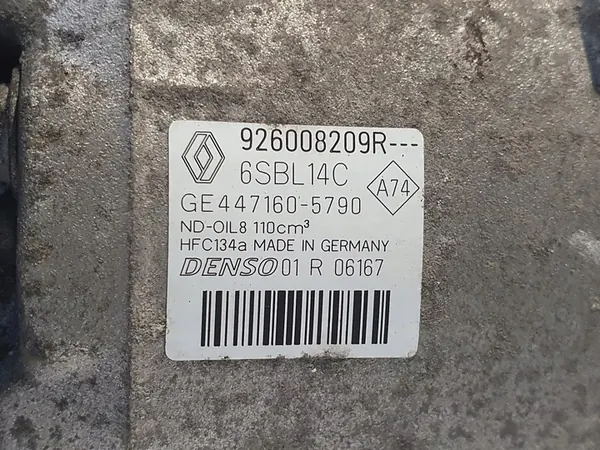 926008209R---
6SBL14C
A74
GE447160-5790
ND-OIL8 110cm³
HFC134a MADE IN GERMANY
DENSO 01 R 06167